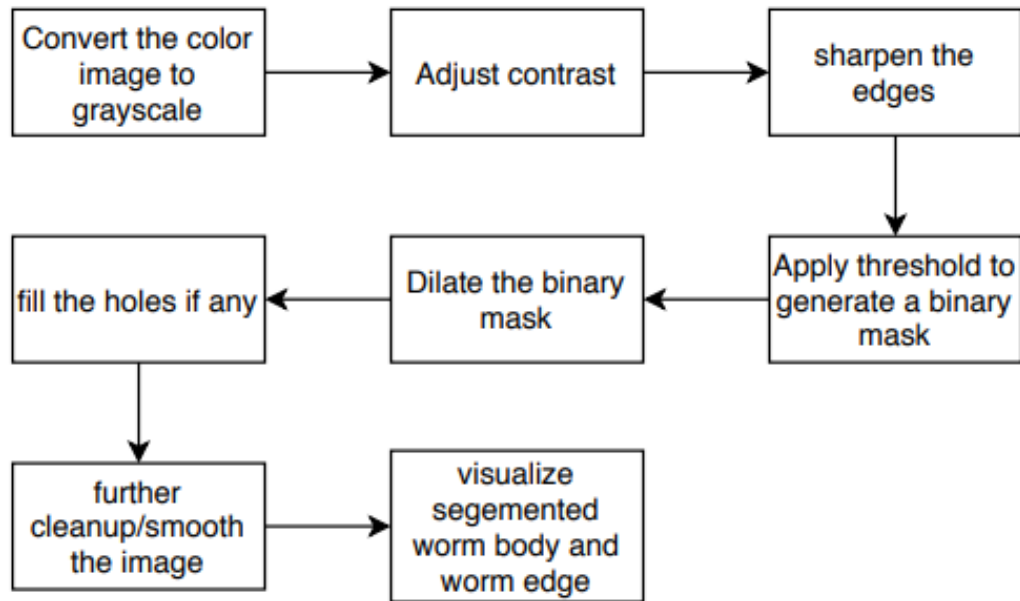 Convert the color
image to
grayscale
Adjust contrast
sharpen the
edges
Apply threshold to
generate a binary
mask
Dilate the binary
mask
fill the holes if any
further
cleanup/smooth
the image
visualize
segemented
worm body and
worm edge